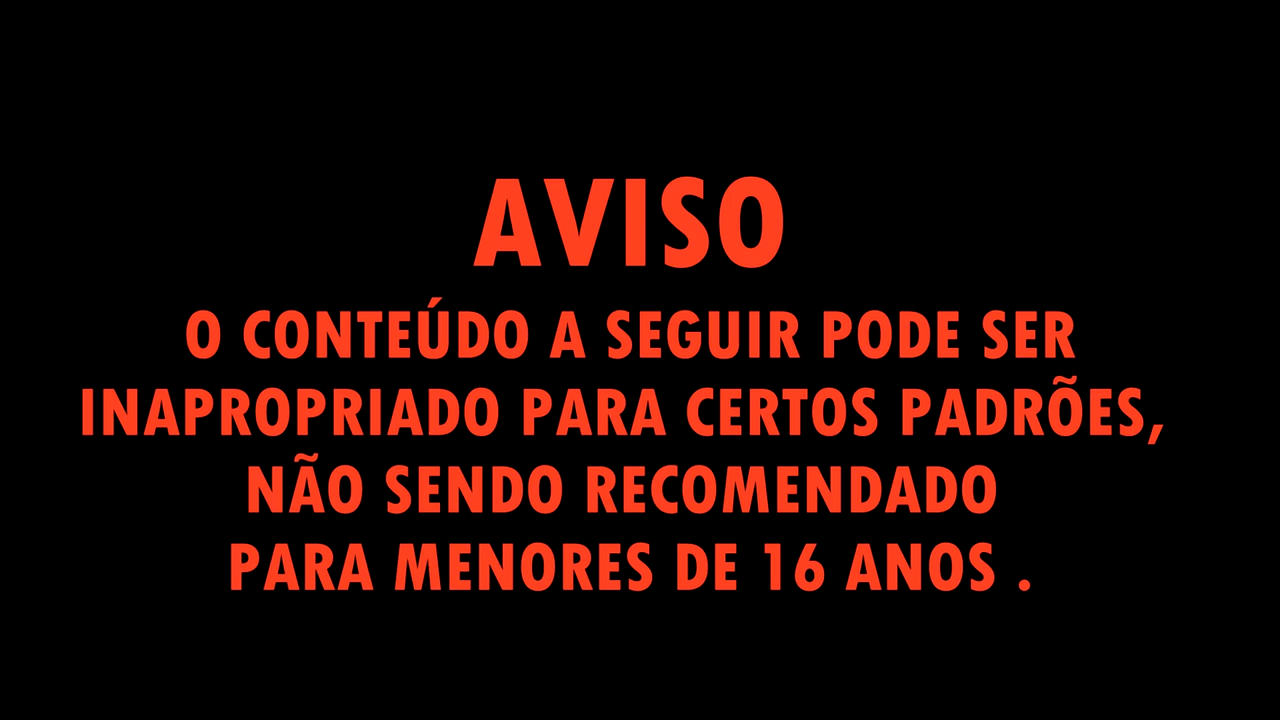 AVISO
O CONTEÚDO A SEGUIR PODE SER
INAPROPRIADO PARA CERTOS PADRÕES,
NÃO SENDO RECOMENDADO
PARA MENORES DE 16 ANOS .